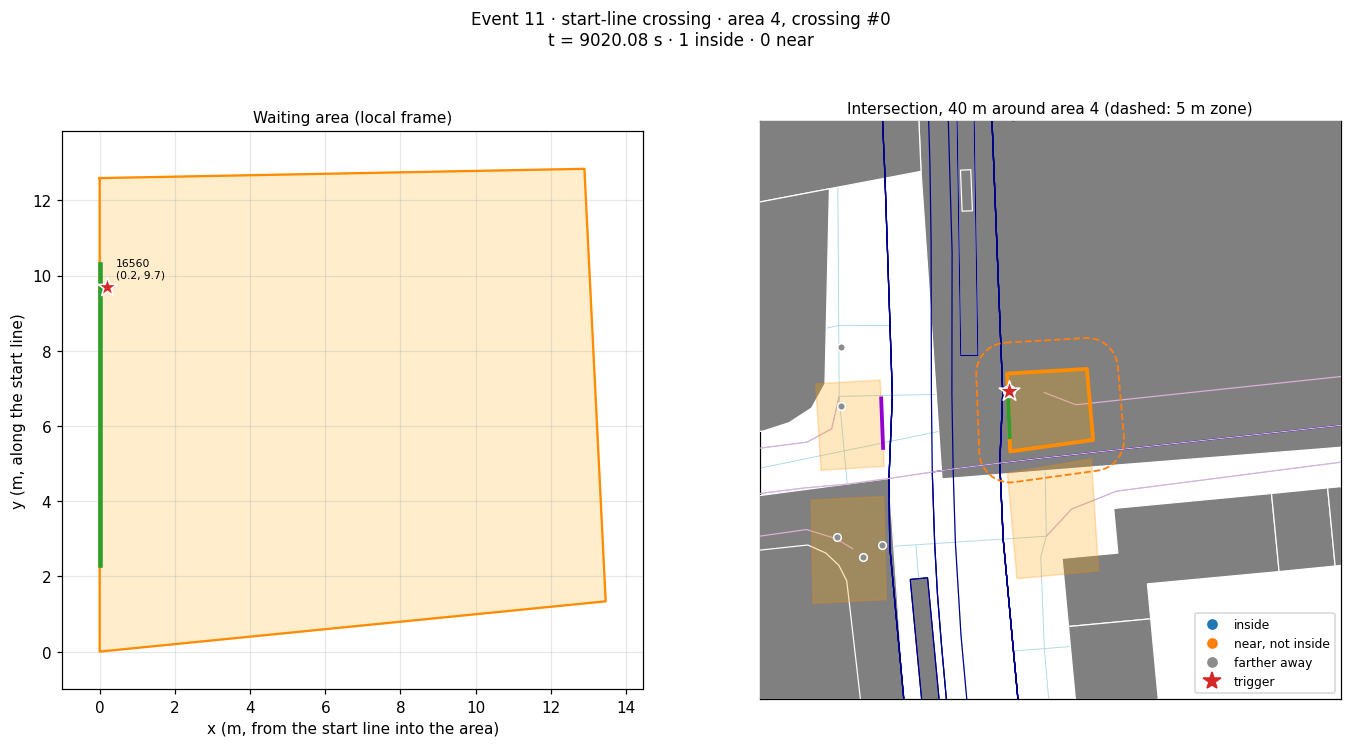 Event 11 · start-line crossing · area 4, crossing #0
t = 9020.08 s · 1 inside · 0 near
Waiting area (local frame)
12
10
8
6
4
2
0
y (m, along the start line)
16560
(0.2, 9.7)
0 2 4 6 8 10 12 14
x (m, from the start line into the area)
Intersection, 40 m around area 4 (dashed: 5 m zone)
inside
near, not inside
farther away
trigger